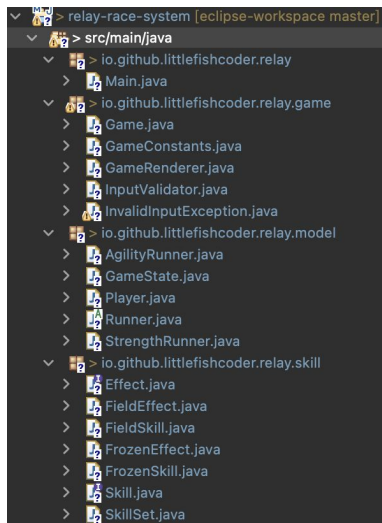 > relay-race-system [eclipse-workspace master]
> src/main/java
> io.github.littlefishcoder.relay
> Main.java
> io.github.littlefishcoder.relay.game
> Game.java
> GameConstants.java
> GameRenderer.java
> InputValidator.java
> InvalidInputException.java
> io.github.littlefishcoder.relay.model
> AgilityRunner.java
> GameState.java
> Player.java
> Runner.java
> StrengthRunner.java
> io.github.littlefishcoder.relay.skill
> Effect.java
> FieldEffect.java
> FieldSkill.java
> FrozenEffect.java
> FrozenSkill.java
> Skill.java
> SkillSet.java